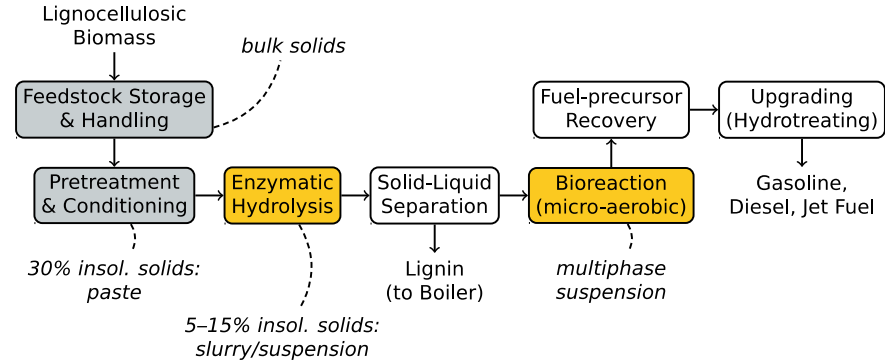 Lignocellulosic
Biomass
bulk solids
Feedstock Storage
& Handling
Fuel-precursor
Recovery
Upgrading
(Hydrotreating)
Pretreatment
& Conditioning
Enzymatic
Hydrolysis
Solid-Liquid
Separation
Bioreaction
(micro-aerobic)
Gasoline,
Diesel, Jet Fuel
30% insol. solids:
paste
Lignin
(to Boiler)
multiphase
suspension
5–15% insol. solids:
slurry/suspension